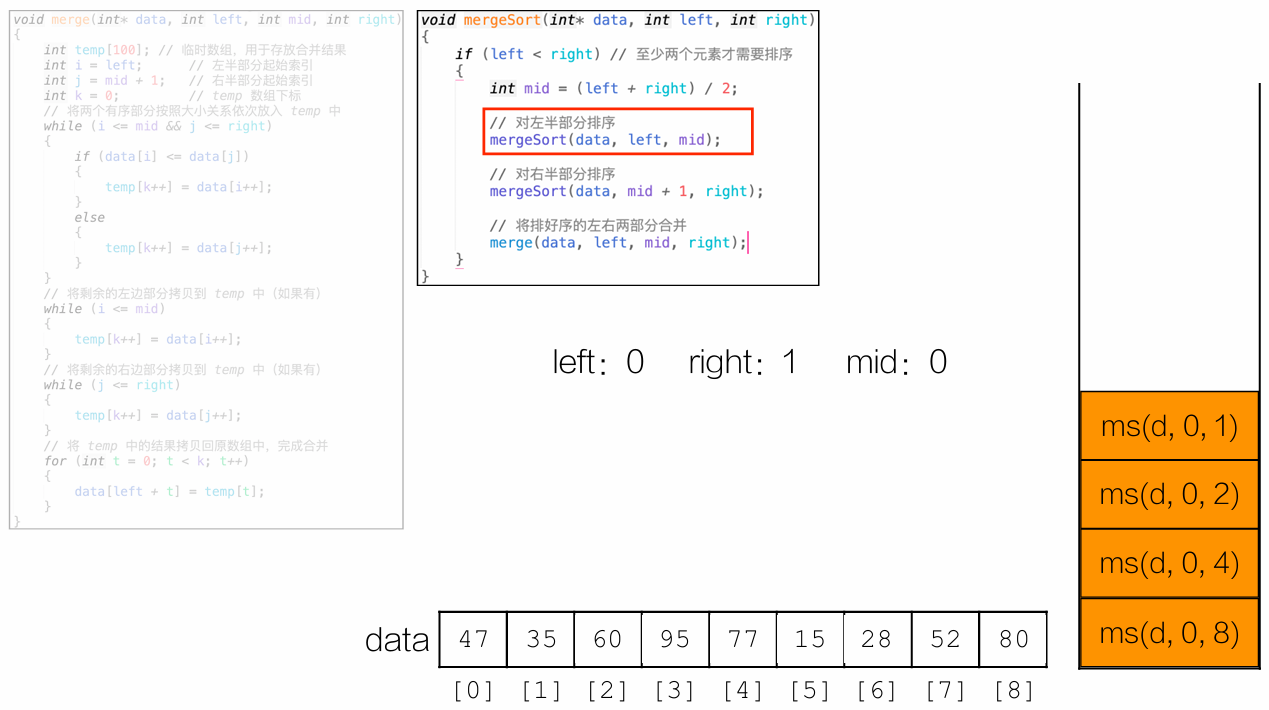 void merge(int* data, int left, int mid, int right)
{
int temp[100]; // 临时数组，用于存放合并结果
int i = left; // 左半部分起始索引
int j = mid + 1; // 右半部分起始索引
int k = 0; // temp 数组下标
// 将两个有序部分按照大小关系依次放入 temp 中
while (i <= mid && j <= right)
{
if (data[i] <= data[j])
{
temp[k++] = data[i++];
}
else
{
temp[k++] = data[j++];
}
}
// 将剩余的左边部分拷贝到 temp 中（如果有）
while (i <= mid)
{
temp[k++] = data[i++];
}
// 将剩余的右边部分拷贝到 temp 中（如果有）
while (j <= right)
{
temp[k++] = data[j++];
}
// 将 temp 中的结果拷贝回原数组中，完成合并
for (int t = 0; t < k; t++)
{
data[left + t] = temp[t];
}
}
void mergeSort(int* data, int left, int right)
{
if (left < right) // 至少两个元素才需要排序
{
int mid = (left + right) / 2;
// 对左半部分排序
mergeSort(data, left, mid);
// 对右半部分排序
mergeSort(data, mid + 1, right);
// 将排好序的左右两部分合并
merge(data, left, mid, right);
}
}
left: 0 right: 1 mid: 0
ms(d, 0, 1)
ms(d, 0, 2)
ms(d, 0, 4)
ms(d, 0, 8)
data 47 35 60 95 77 15 28 52 80
[0] [1] [2] [3] [4] [5] [6] [7] [8]